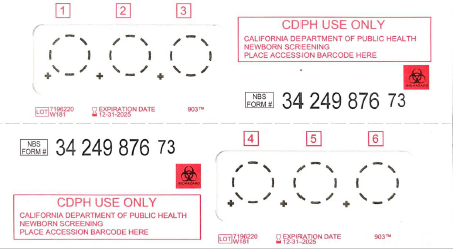 1 2 3
CDPH USE ONLY
CALIFORNIA DEPARTMENT OF PUBLIC HEALTH
NEWBORN SCREENING
PLACE ACCESSION BARCODE HERE
BIOHAZARD
LOT 7196220
W181
EXPIRATION DATE
12-31-2025
903™
NBS
FORM # 34 249 876 73
NBS
FORM # 34 249 876 73
BIOHAZARD
4 5 6
CDPH USE ONLY
CALIFORNIA DEPARTMENT OF PUBLIC HEALTH
NEWBORN SCREENING
PLACE ACCESSION BARCODE HERE
LOT 7196220
W181
EXPIRATION DATE
12-31-2025
903™